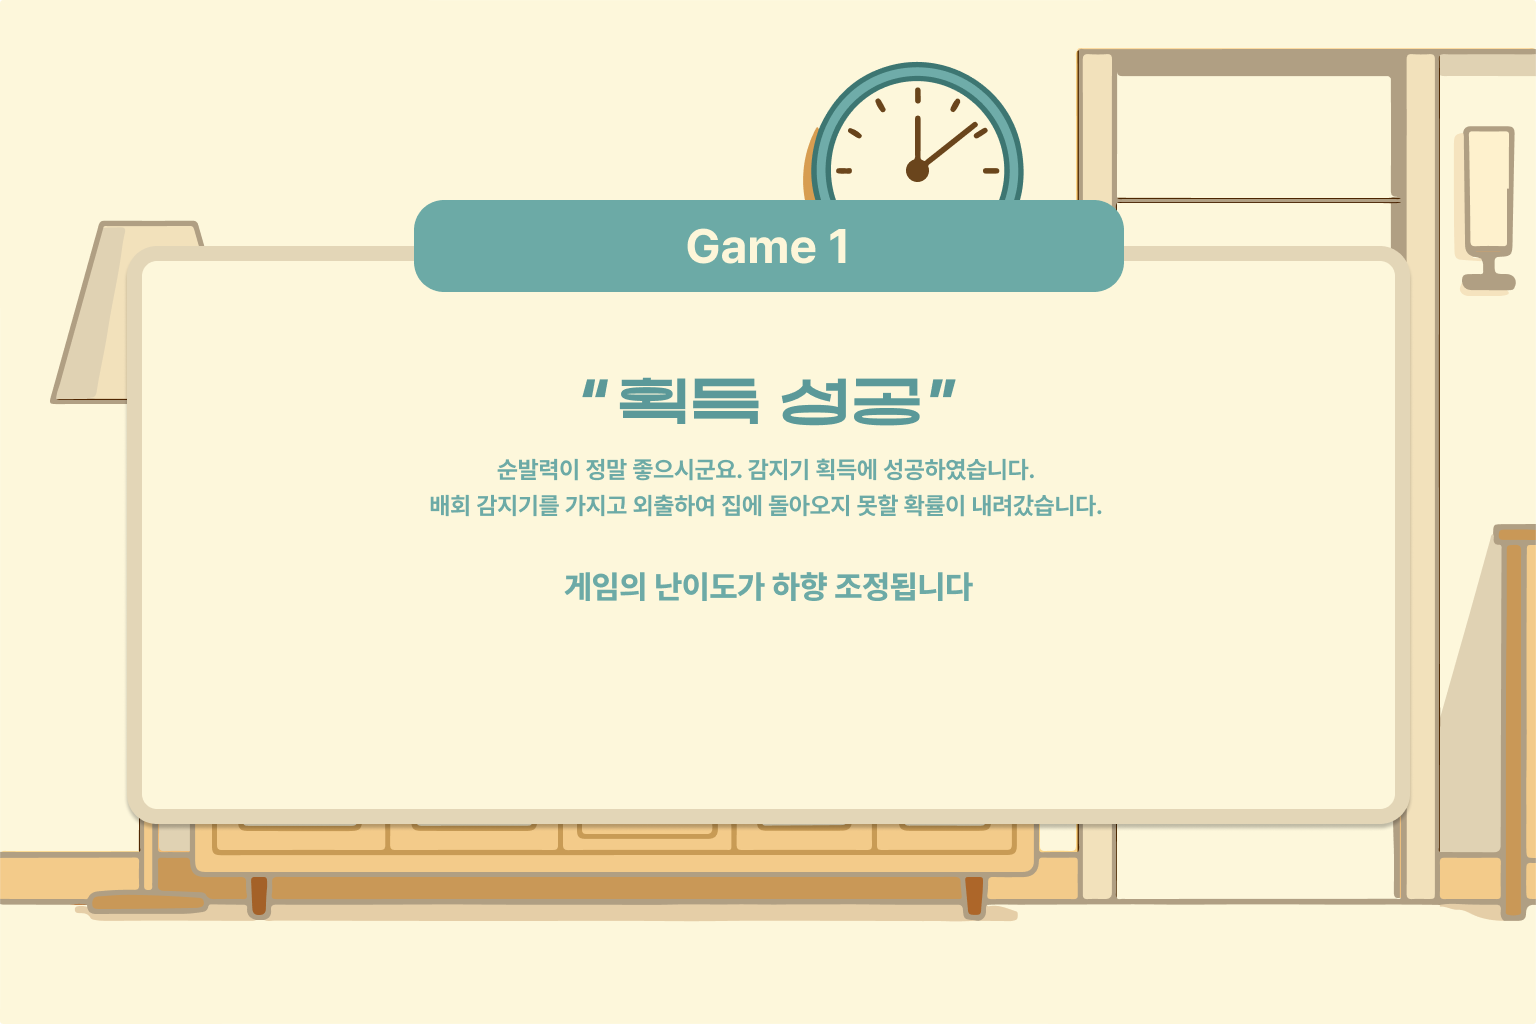 Game 1
"획득 성공"
순발력이 정말 좋으시군요. 감지기 획득에 성공하였습니다.
배회 감지기를 가지고 외출하여 집에 돌아오지 못할 확률이 내려갔습니다.
게임의 난이도가 하향 조정됩니다